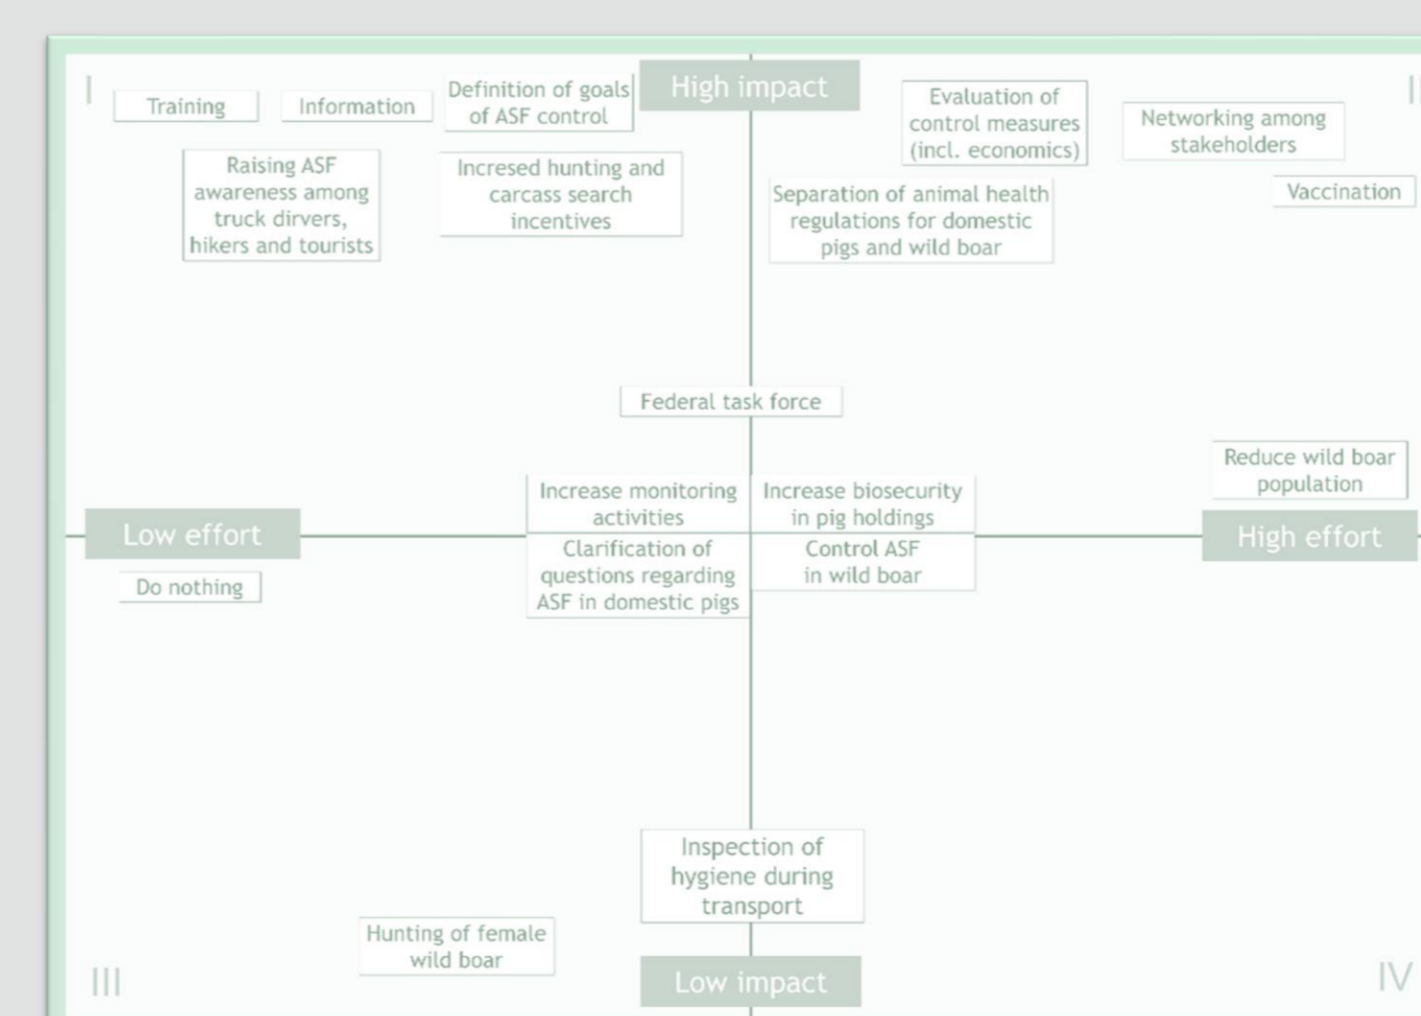 I
Training
Information
Definition of goals
of ASF control
High impact
Evaluation of
control measures
(incl. economics)
Networking among
stakeholders
Raising ASF
awareness among
truck dirvers,
hikers and tourists
Incresed hunting and
carcass search
incentives
Separation of animal health
regulations for domestic
pigs and wild boar
Vaccination
Federal task force
Reduce wild boar
population
Increase monitoring
activities
Increase biosecurity
in pig holdings
Low effort
High effort
Clarification of
questions regarding
ASF in domestic pigs
Control ASF
in wild boar
Do nothing
Inspection of
hygiene during
transport
Hunting of female
wild boar
III
Low impact
IV